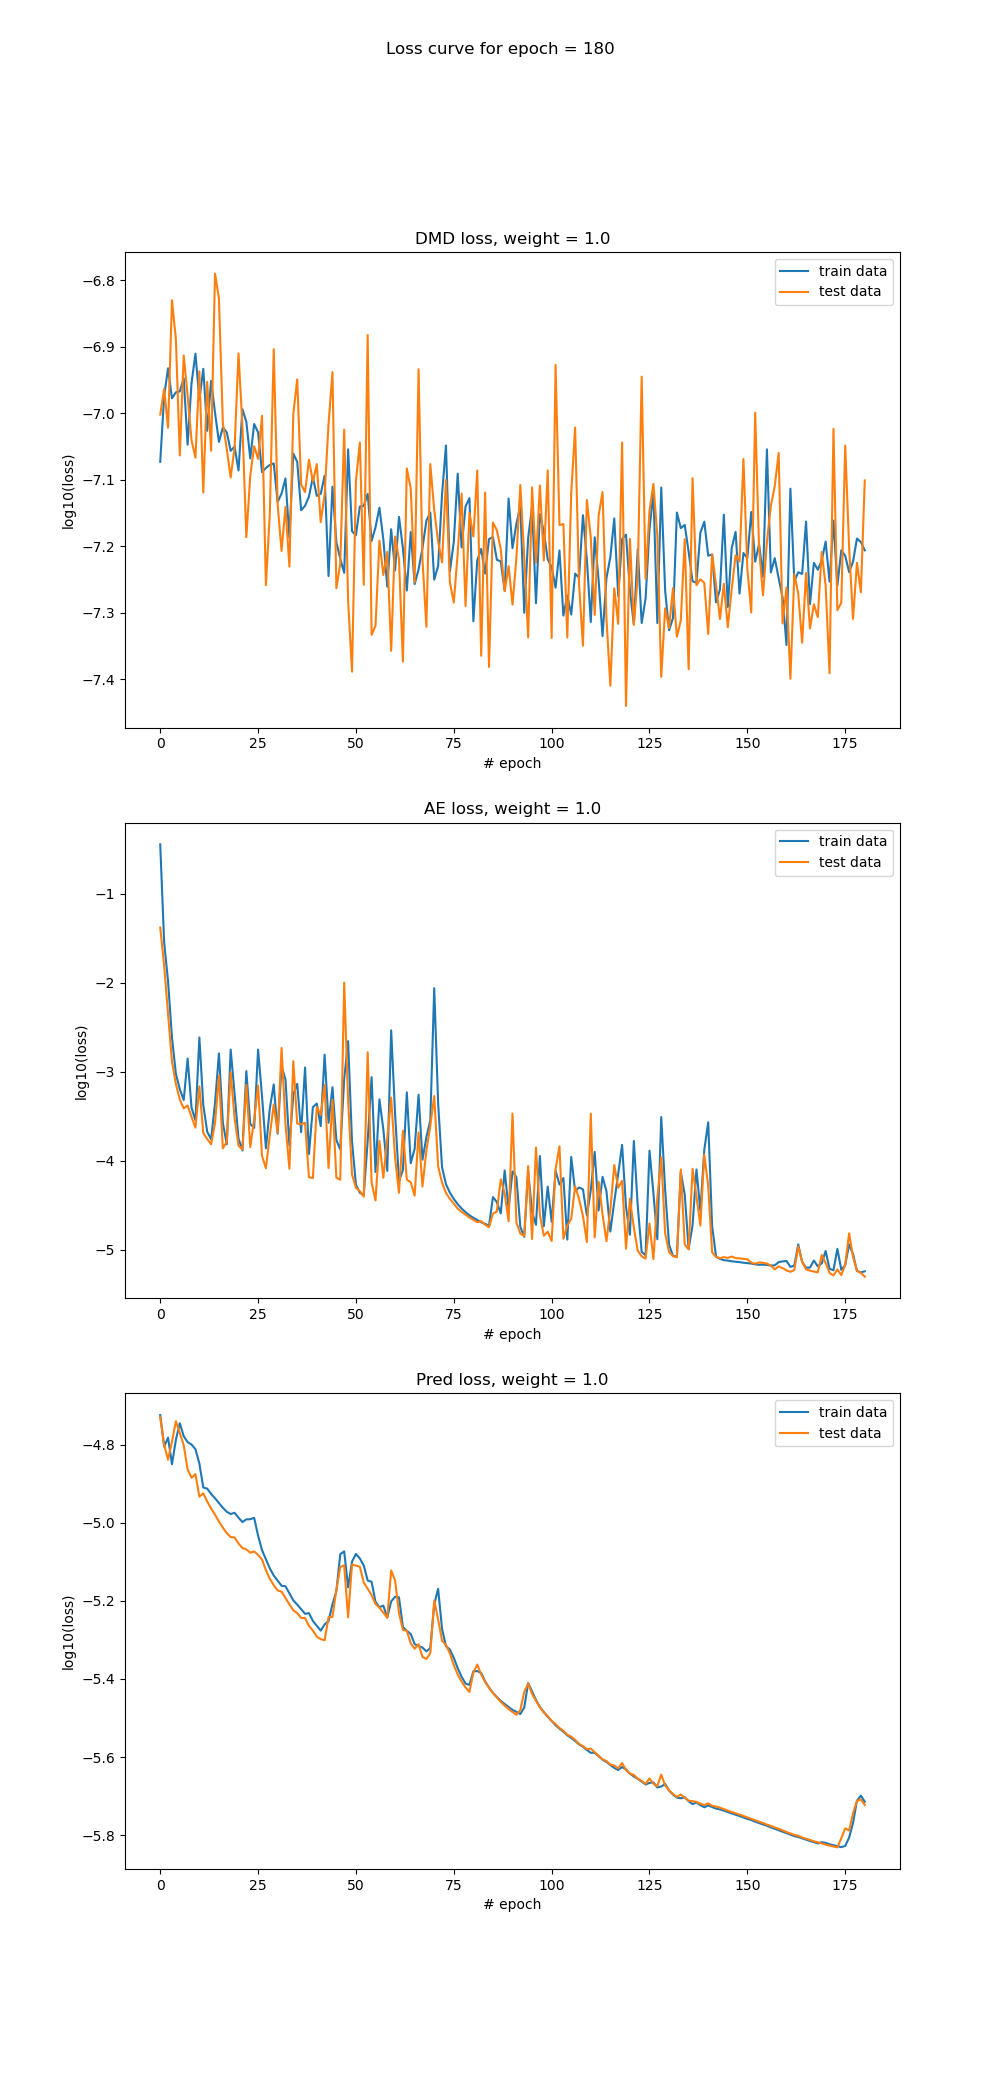 Loss curve for epoch = 180
DMD loss, weight = 1.0
train data
test data
−6.8
−6.9
−7.0
−7.1
−7.2
−7.3
−7.4
log10(loss)
0 25 50 75 100 125 150 175
# epoch
AE loss, weight = 1.0
train data
test data
−1
−2
−3
−4
−5
log10(loss)
0 25 50 75 100 125 150 175
# epoch
Pred loss, weight = 1.0
train data
test data
−4.8
−5.0
−5.2
−5.4
−5.6
−5.8
log10(loss)
0 25 50 75 100 125 150 175
# epoch